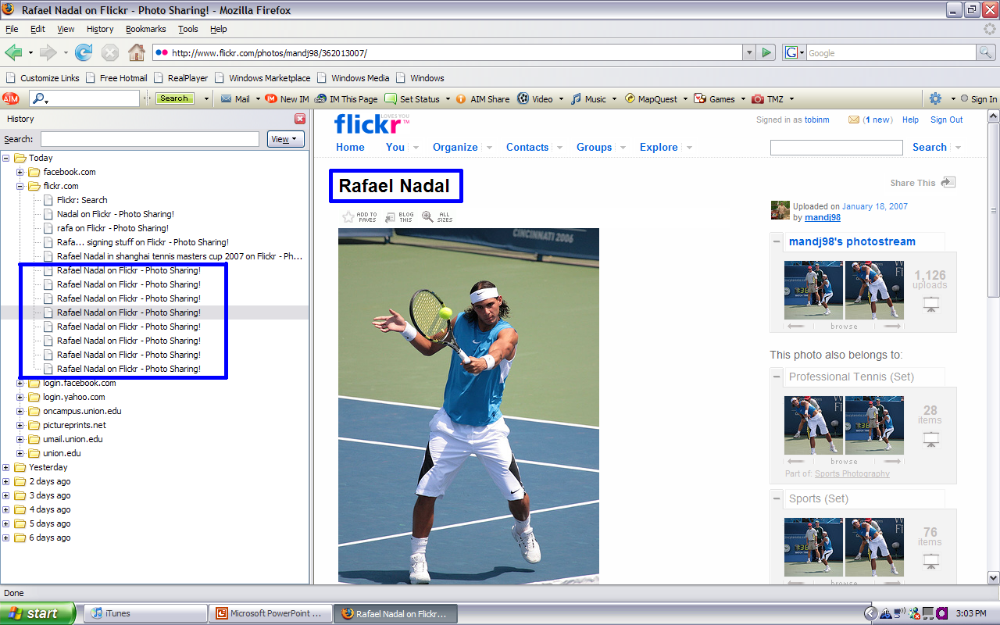 Rafael Nadal on Flickr - Photo Sharing! - Mozilla Firefox
File Edit View History Bookmarks Tools Help
http://www.flickr.com/photos/mandj98/362013007/
G Google
Customize Links Free Hotmail RealPlayer Windows Marketplace Windows Media Windows
AIM Search Mail New IM IM This Page Set Status AIM Share Video Music MapQuest Games TMZ Sign In
History
Search: View
Today
facebook.com
flickr.com
Flickr: Search
Nadal on Flickr - Photo Sharing!
rafa on Flickr - Photo Sharing!
Rafa... signing stuff on Flickr - Photo Sharing!
Rafael Nadal in shanghai tennis masters cup 2007 on Flickr - Ph...
Rafael Nadal on Flickr - Photo Sharing!
Rafael Nadal on Flickr - Photo Sharing!
Rafael Nadal on Flickr - Photo Sharing!
Rafael Nadal on Flickr - Photo Sharing!
Rafael Nadal on Flickr - Photo Sharing!
Rafael Nadal on Flickr - Photo Sharing!
Rafael Nadal on Flickr - Photo Sharing!
Rafael Nadal on Flickr - Photo Sharing!
login.facebook.com
login.yahoo.com
oncampus.union.edu
pictureprints.net
umail.union.edu
union.edu
Yesterday
2 days ago
3 days ago
4 days ago
5 days ago
6 days ago
flickr LOVES YOU TM
Signed in as tobinm (1 new) Help Sign Out
Home You Organize Contacts Groups Explore Search
Rafael Nadal
Share This
ADD TO FAVES BLOG THIS ALL SIZES
CINCINNATI 2006
Uploaded on January 18, 2007
by mandj98
mandj98's photostream
1,126
uploads
browse
This photo also belongs to:
Professional Tennis (Set)
28
items
browse
Part of: Sports Photography
Sports (Set)
76
items
browse
Done
start iTunes Microsoft PowerPoint ... Rafael Nadal on Flickr... 3:03 PM